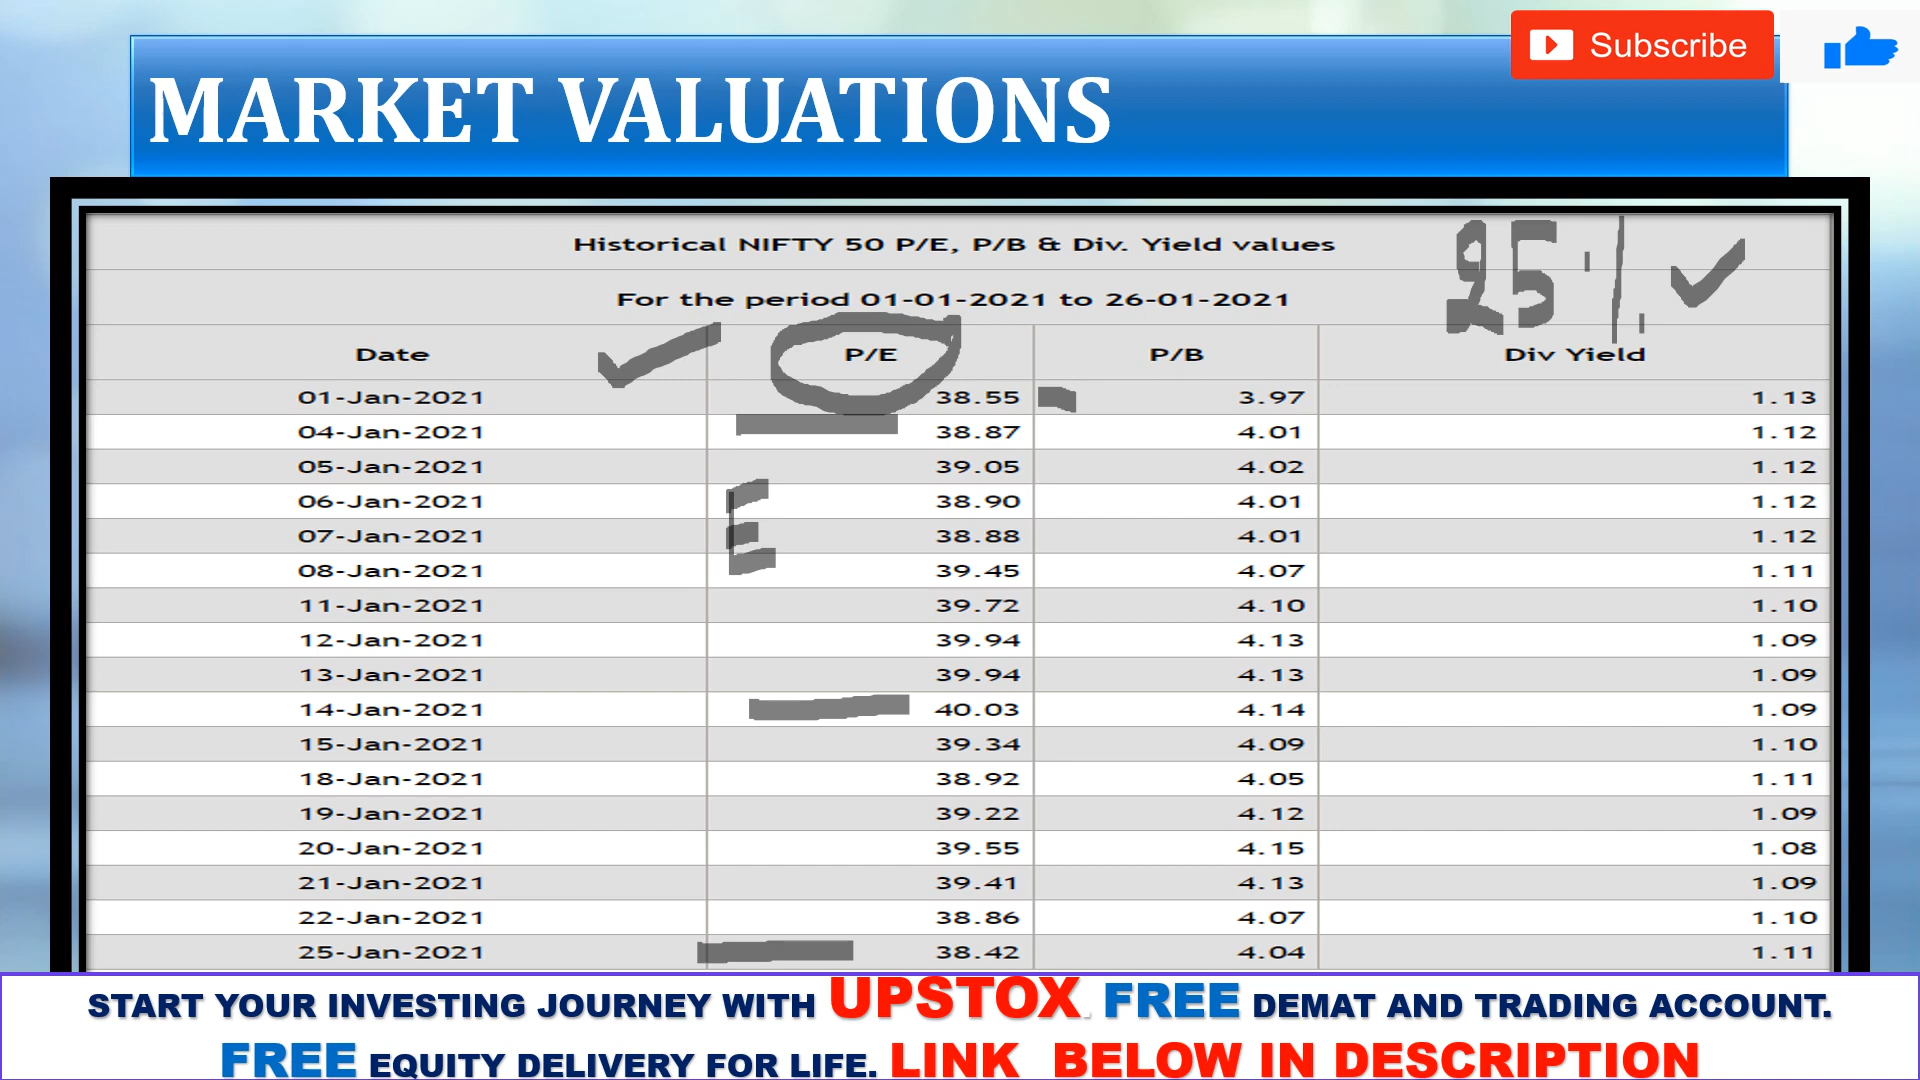 Subscribe
MARKET VALUATIONS
Historical NIFTY 50 P/E, P/B & Div. Yield values
25%
For the period 01-01-2021 to 26-01-2021
Date P/E P/B Div Yield
01-Jan-2021 38.55 3.97 1.13
04-Jan-2021 38.87 4.01 1.12
05-Jan-2021 39.05 4.02 1.12
06-Jan-2021 38.90 4.01 1.12
E
07-Jan-2021 38.88 4.01 1.12
08-Jan-2021 39.45 4.07 1.11
11-Jan-2021 39.72 4.10 1.10
12-Jan-2021 39.94 4.13 1.09
13-Jan-2021 39.94 4.13 1.09
14-Jan-2021 40.03 4.14 1.09
15-Jan-2021 39.34 4.09 1.10
18-Jan-2021 38.92 4.05 1.11
19-Jan-2021 39.22 4.12 1.09
20-Jan-2021 39.55 4.15 1.08
21-Jan-2021 39.41 4.13 1.09
22-Jan-2021 38.86 4.07 1.10
25-Jan-2021 38.42 4.04 1.11
START YOUR INVESTING JOURNEY WITH UPSTOX. FREE DEMAT AND TRADING ACCOUNT.
FREE EQUITY DELIVERY FOR LIFE. LINK BELOW IN DESCRIPTION